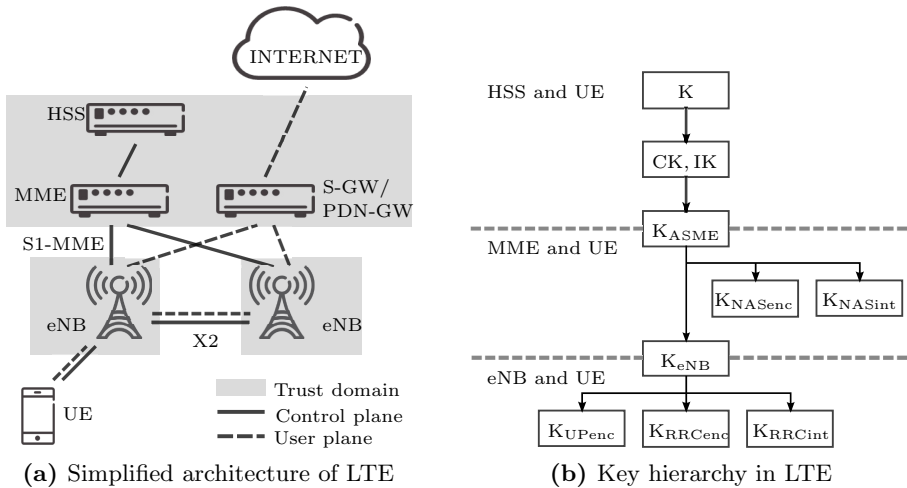 INTERNET
HSS
MME
S-GW/
PDN-GW
S1-MME
eNB
eNB
X2
UE
Trust domain
Control plane
User plane
(a) Simplified architecture of LTE
HSS and UE
K
CK, IK
K_ASME
MME and UE
K_NASenc
K_NASint
K_eNB
eNB and UE
K_UPenc
K_RRCenc
K_RRCint
(b) Key hierarchy in LTE